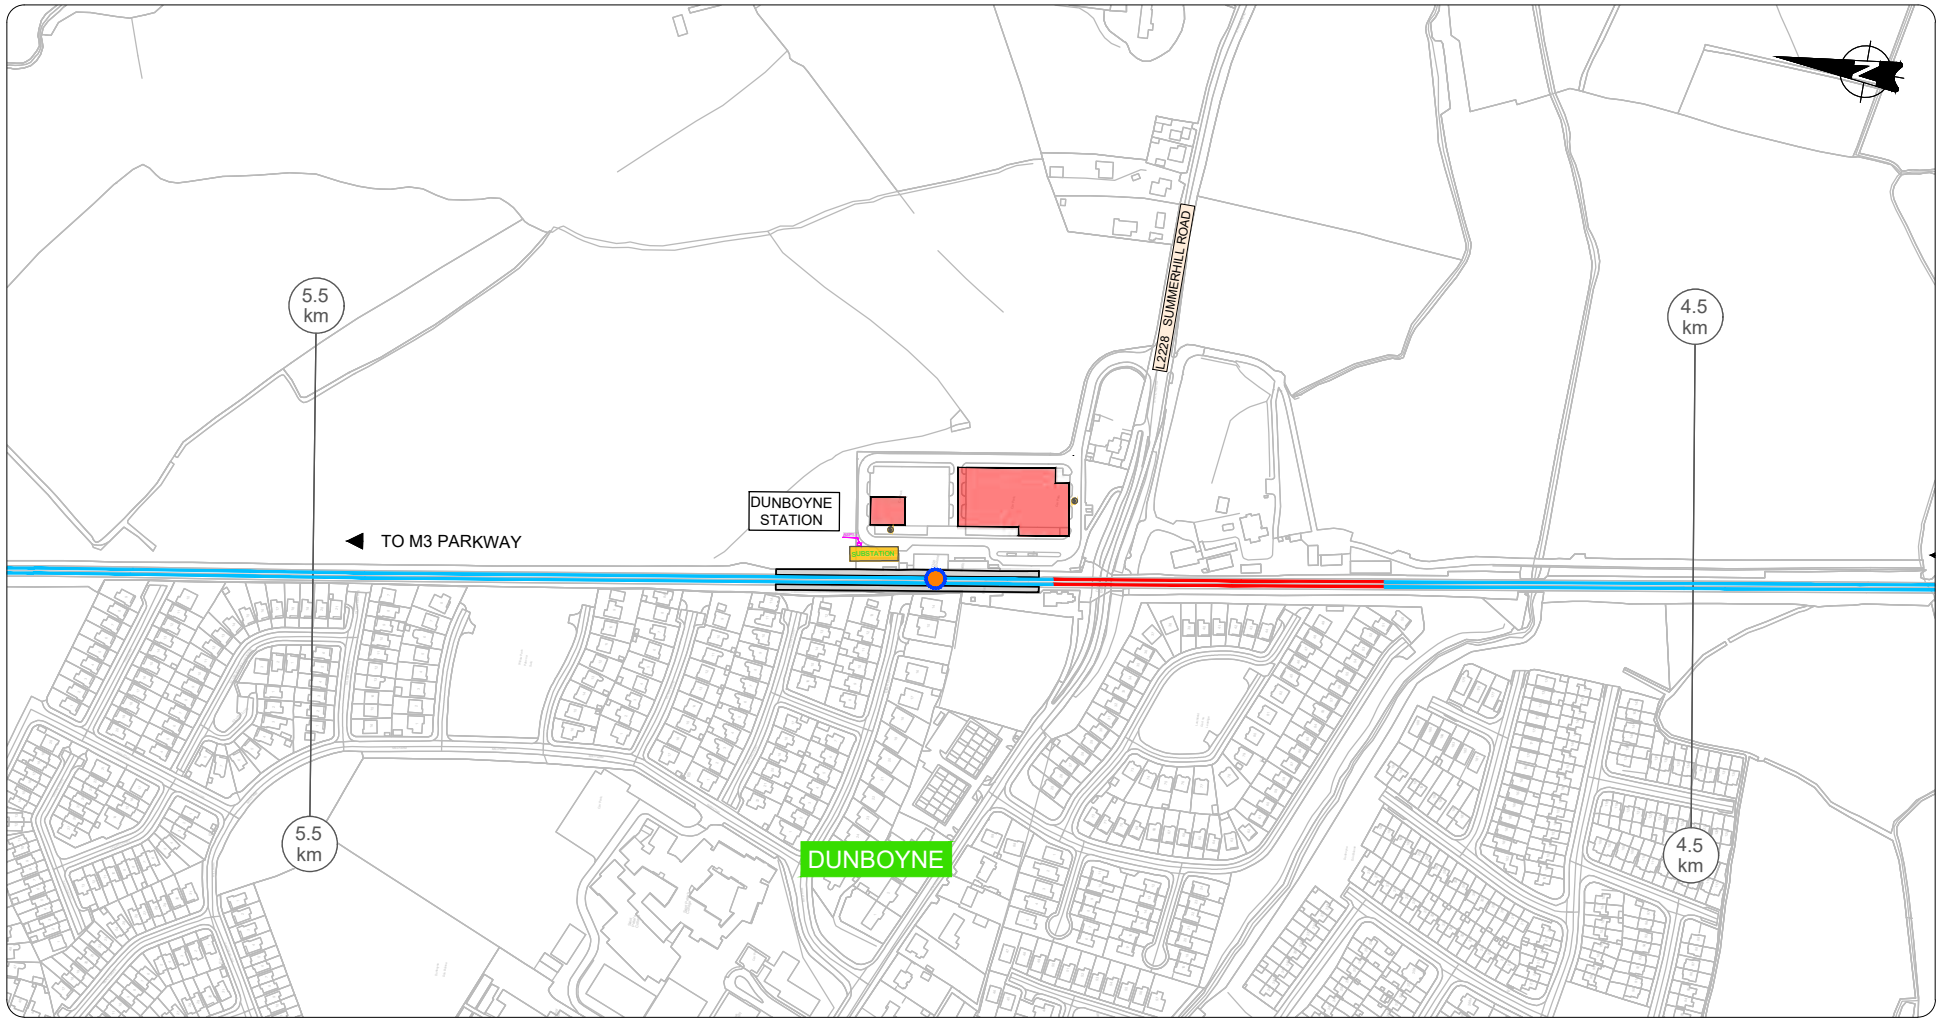 N
L2228 SUMMERHILL ROAD
5.5
km
4.5
km
DUNBOYNE
STATION
TO M3 PARKWAY
SUBSTATION
5.5
km
DUNBOYNE
4.5
km